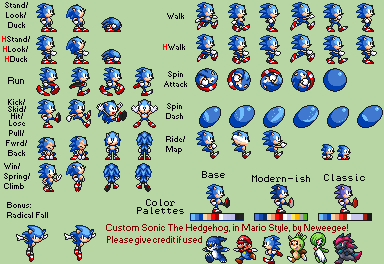 Stand/
Look/
Duck
Walk
HStand/
HLook/
HDuck
HWalk
Run
Spin
Attack
Kick/
Skid/
Hit/
Lose
Spin
Dash
Pull/
Fwrd/
Back
Ride/
Map
Win/
Spring/
Climb
Base
Modern-ish
Classic
Color
Palettes
Bonus:
Radical Fall
Custom Sonic The Hedgehog, in Mario Style, by Neweegee!
Please give credit if used